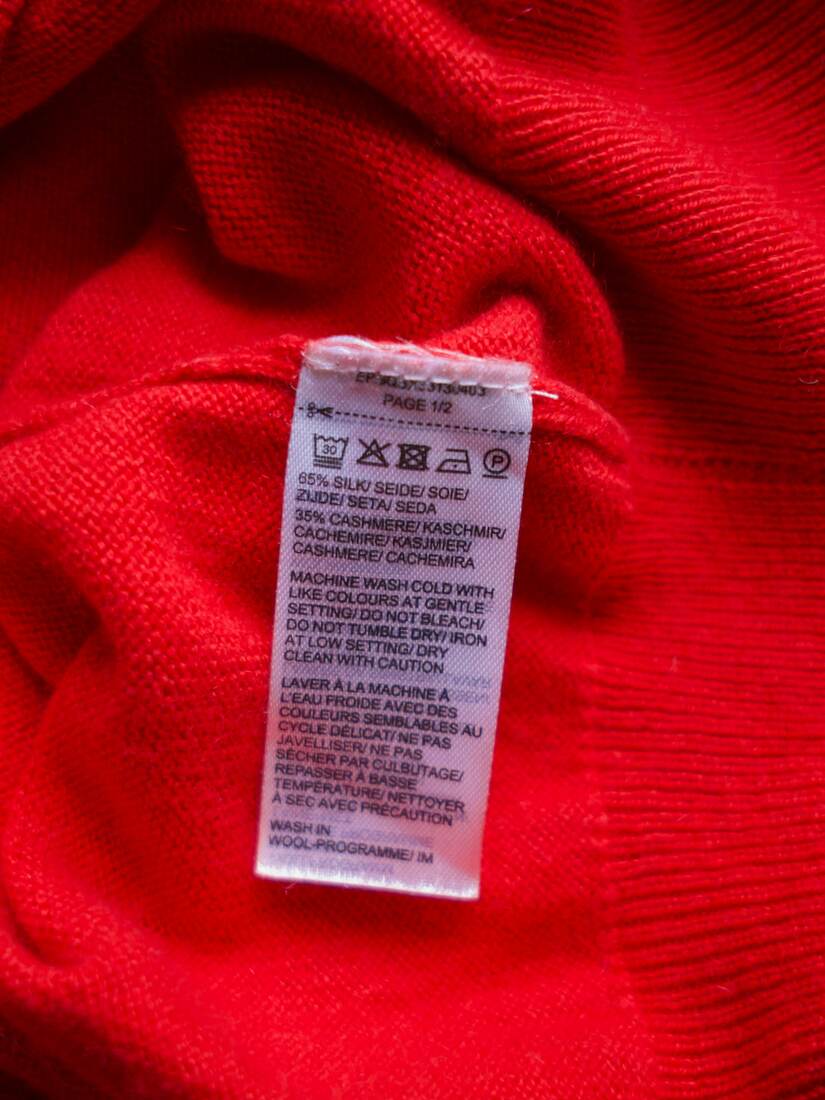 PAGE 1/2
30
P
65% SILK/ SEIDE/ SOIE/
ZIJDE/ SETA/ SEDA
35% CASHMERE/ KASCHMIR/
CACHEMIRE/ KASJMIER/
CASHMERE/ CACHEMIRA
MACHINE WASH COLD WITH
LIKE COLOURS AT GENTLE
SETTING/ DO NOT BLEACH/
DO NOT TUMBLE DRY/ IRON
AT LOW SETTING/ DRY
CLEAN WITH CAUTION
LAVER À LA MACHINE À
L'EAU FROIDE AVEC DES
COULEURS SEMBLABLES AU
CYCLE DÉLICAT/ NE PAS
JAVELLISER/ NE PAS
SÉCHER PAR CULBUTAGE/
REPASSER À BASSE
TEMPÉRATURE/ NETTOYER
À SEC AVEC PRÉCAUTION
WASH IN
WOOL-PROGRAMME/ IM